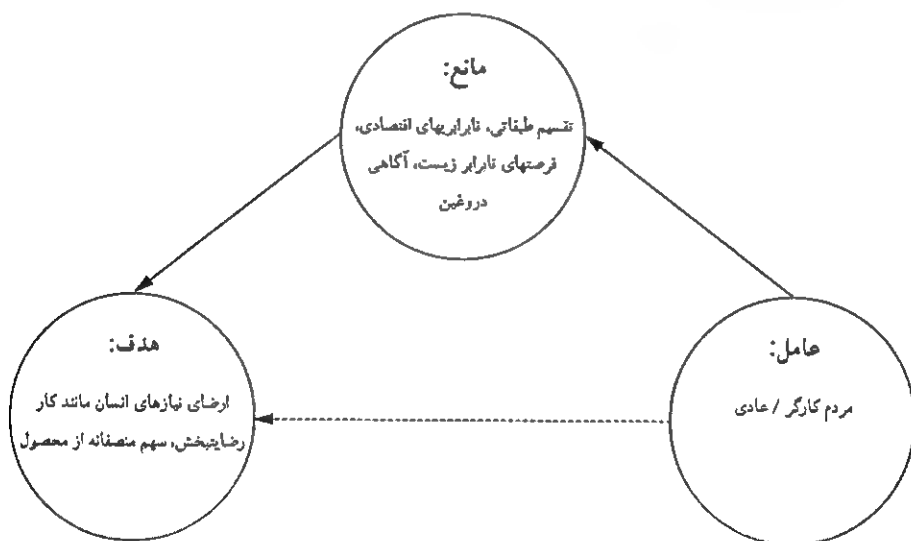 مانع:
تقسیم طبقاتی، نابرابریهای اقتصادی،
فرصتهای نابرابر زیست، آگاهی
دروغین
عامل:
مردم کارگر / عادی
هدف:
ارضای نیازهای انسان مانند کار
رضایتبخش، سهم منصفانه از محصول